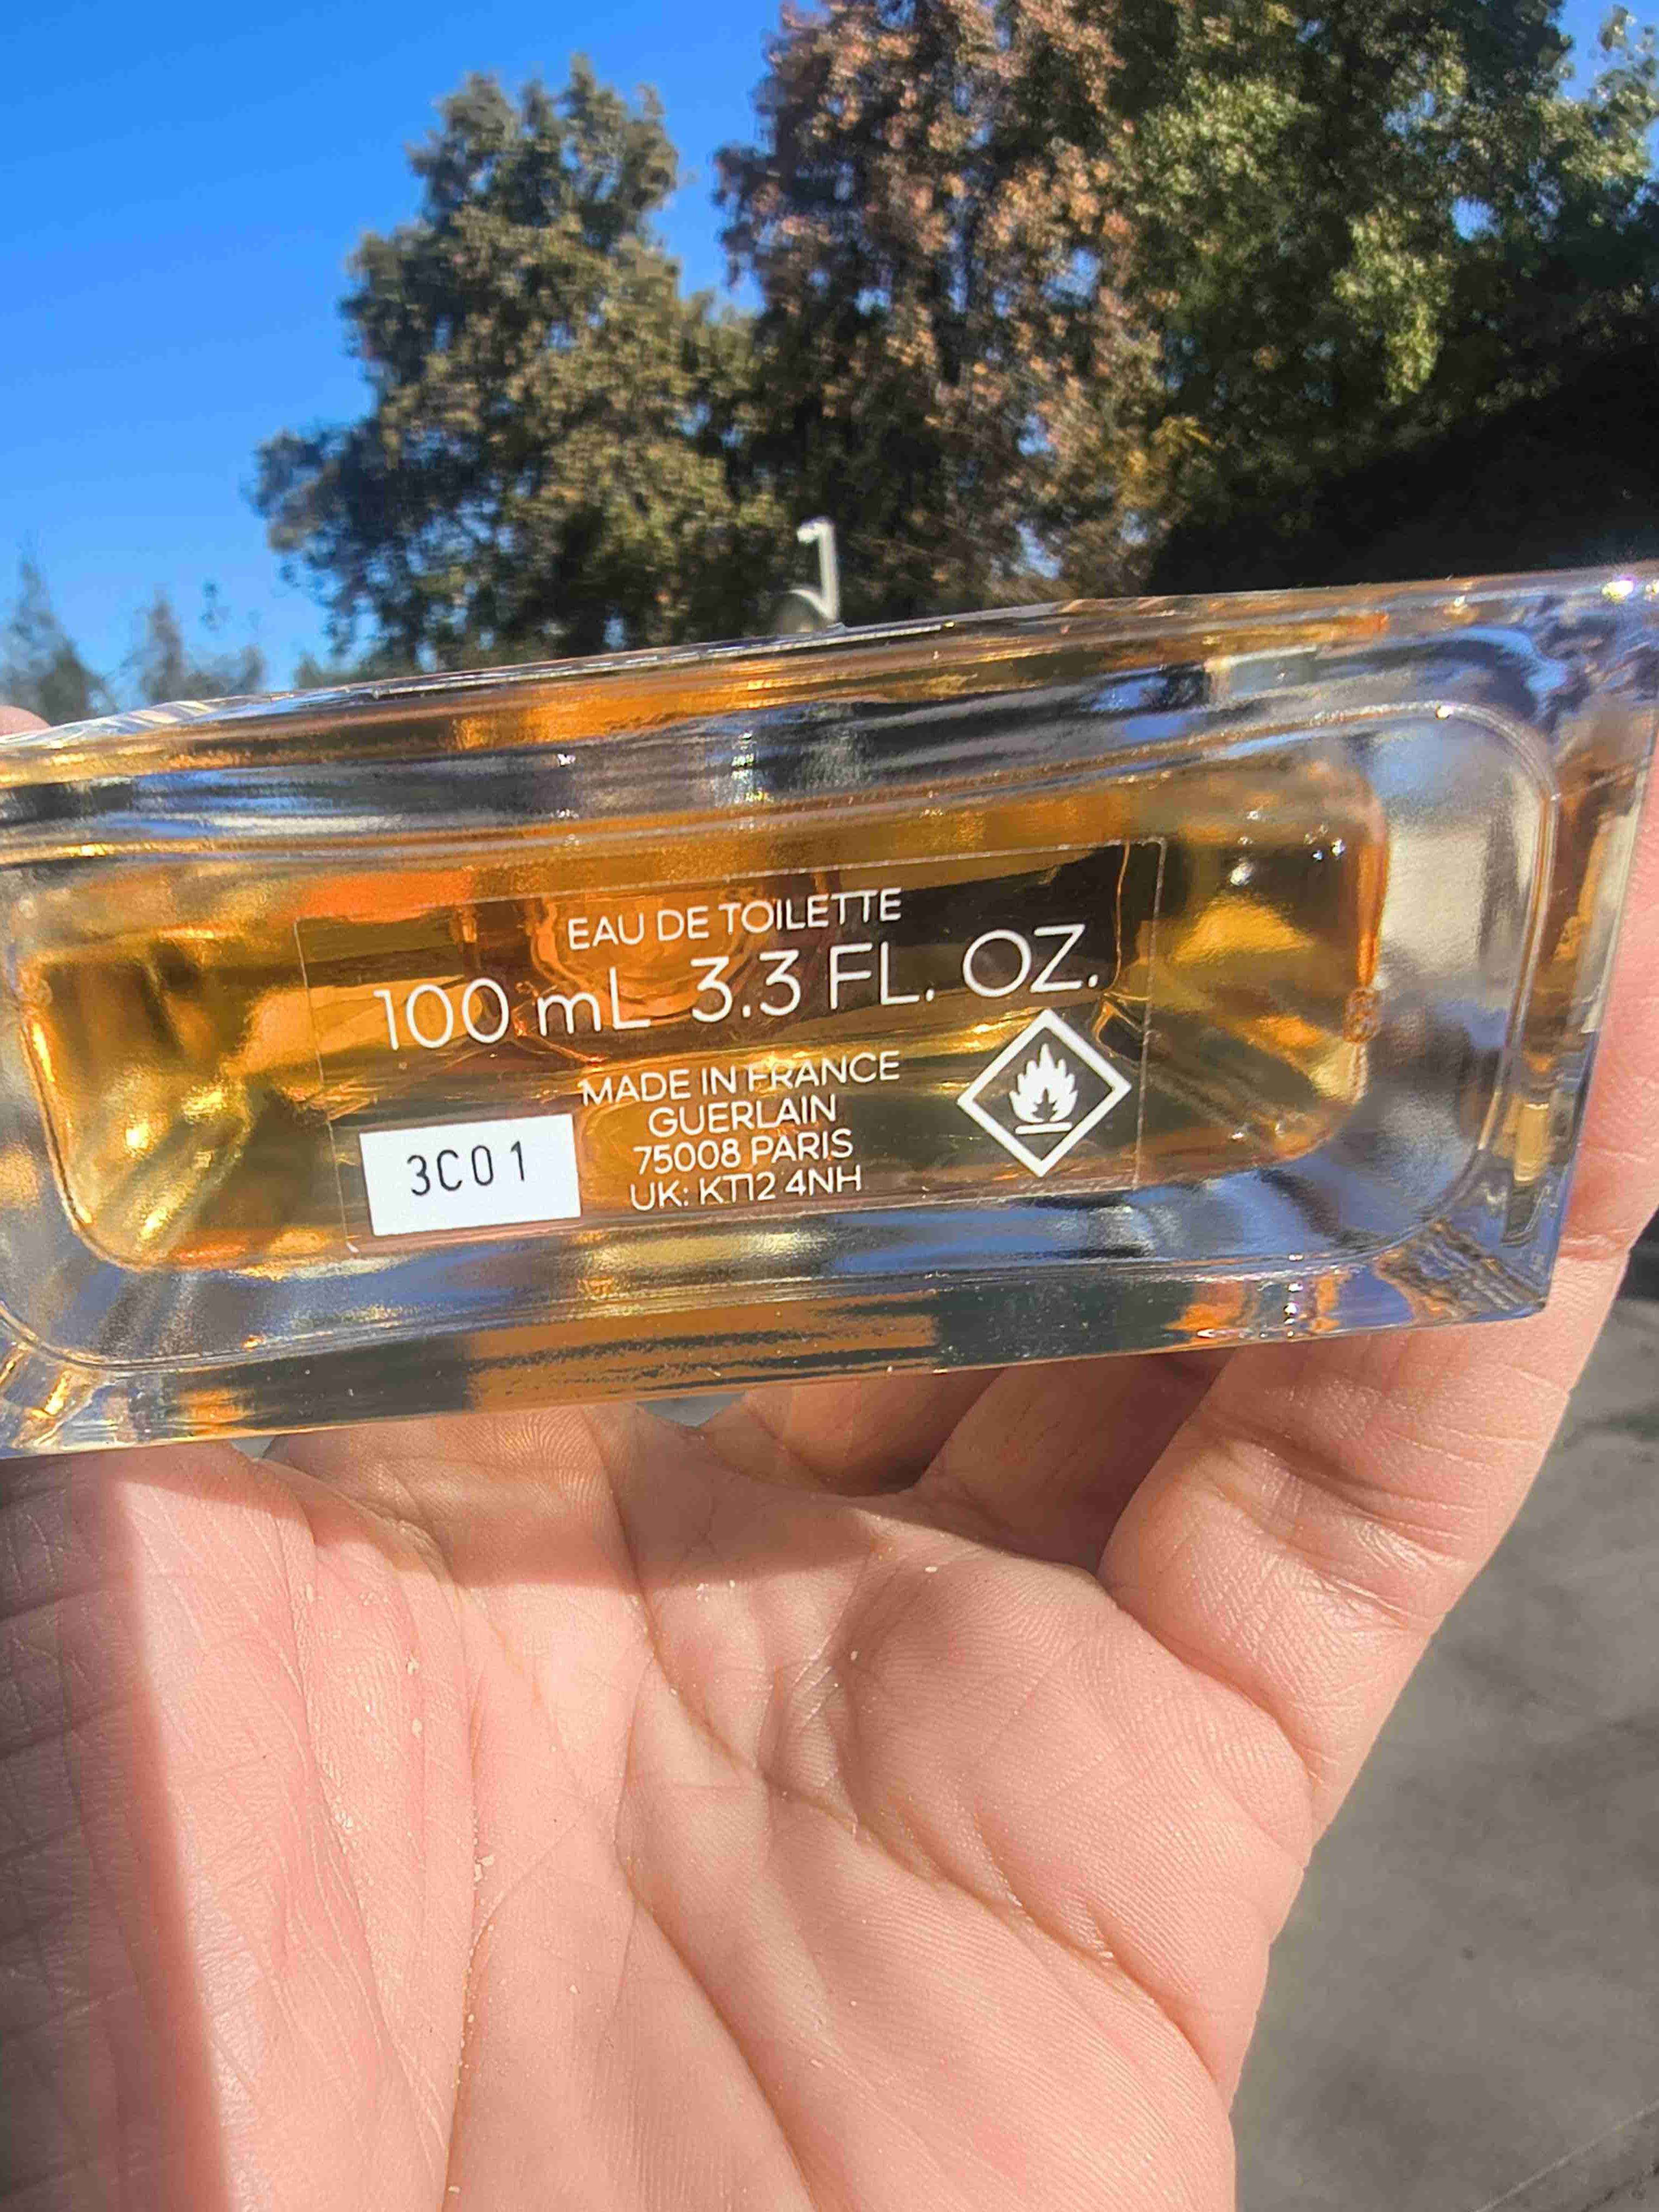 EAU DE TOILETTE
100 mL 3.3 FL. OZ.
MADE IN FRANCE
GUERLAIN
75008 PARIS
UK: KT12 4NH
3C01